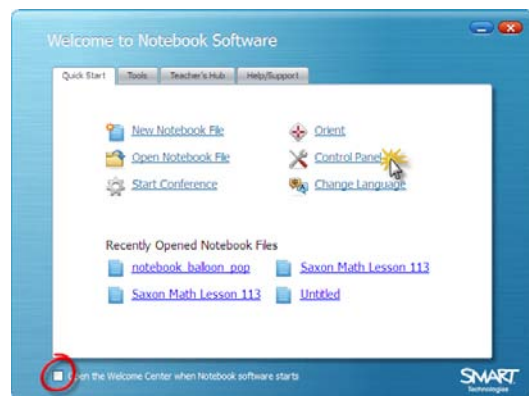 Welcome to Notebook Software
Quick Start Tools Teacher's Hub Help/Support
New Notebook File Orient
Open Notebook File Control Panel
Start Conference Change Language
Recently Opened Notebook Files
notebook_balloon_pop Saxon Math Lesson 113
Saxon Math Lesson 113 Untitled
Open the Welcome Center when Notebook software starts
SMART
Technologies